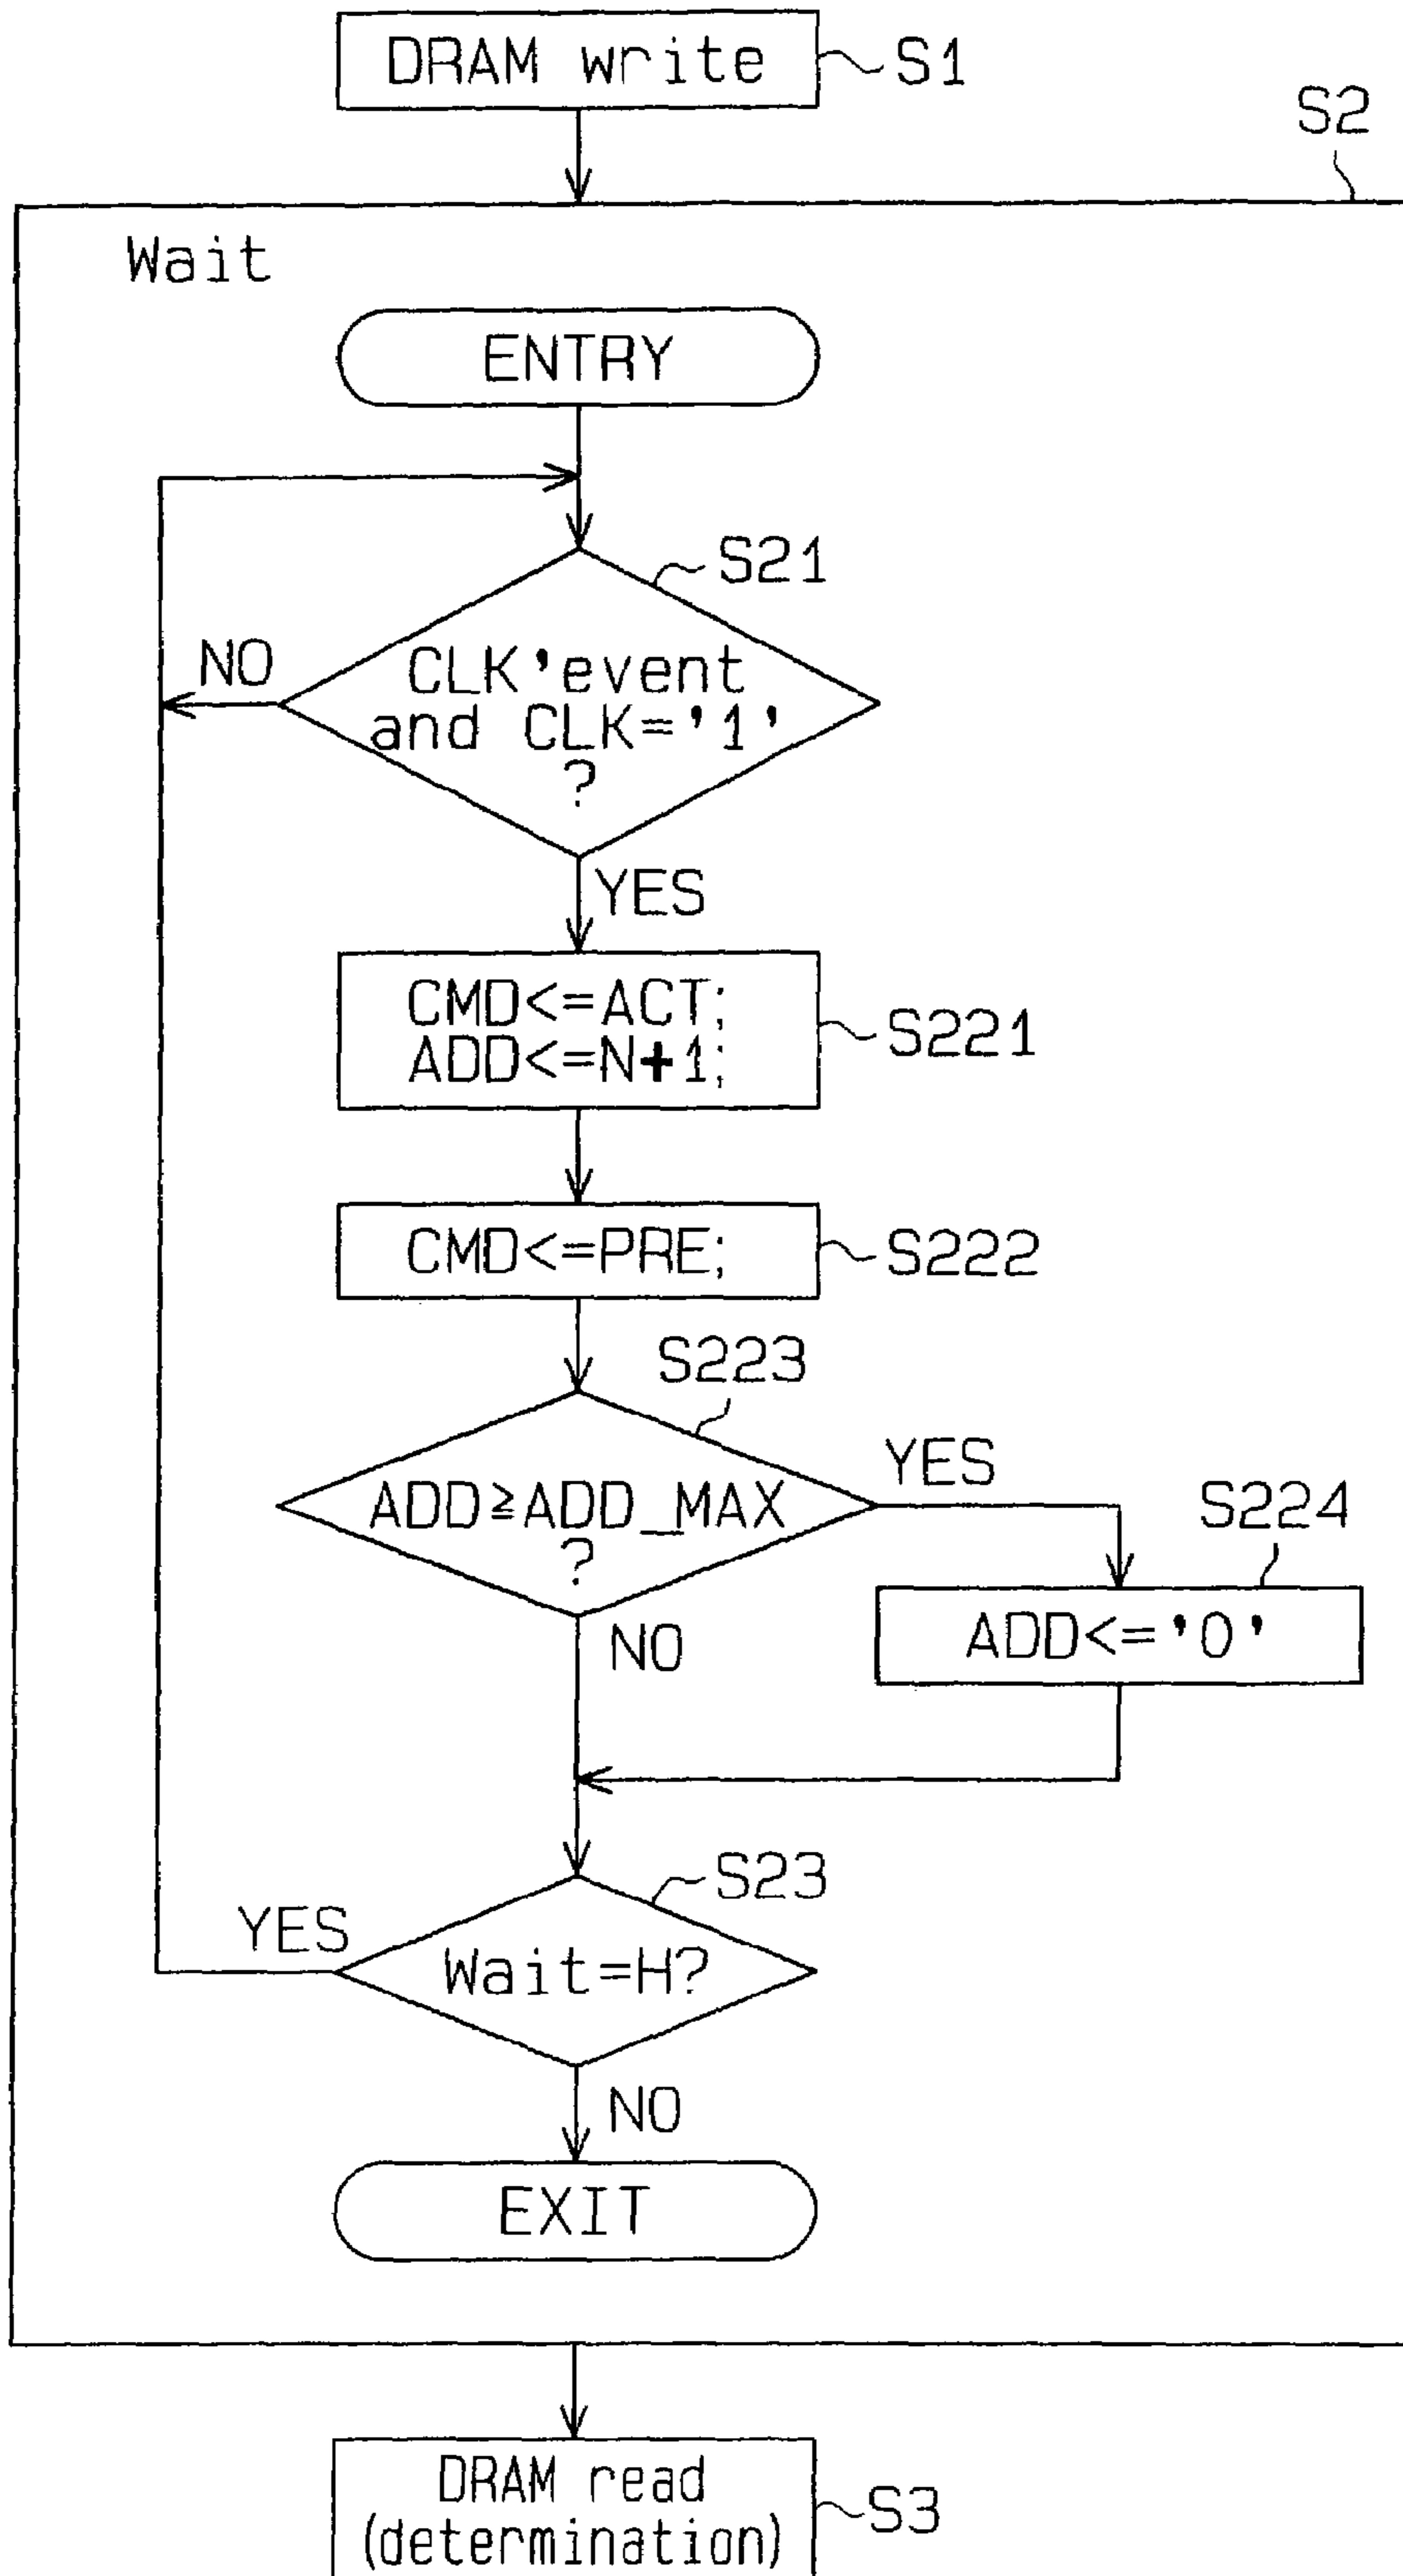 DRAM write
S1
S2
Wait
ENTRY
S21
NO
CLK'event
and CLK='1'
?
YES
CMD<=ACT;
ADD<=N+1;
S221
CMD<=PRE;
S222
S223
YES
ADD≧ADD_MAX
?
S224
ADD<='0'
NO
S23
YES
Wait=H?
NO
EXIT
DRAM read
(determination)
S3